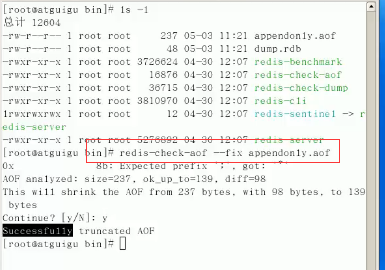 [root@atguigu bin]# ls -l
总计 12604
-rw-r--r-- 1 root root     237 05-03 11:21 appendonly.aof
-rw-r--r-- 1 root root      48 05-03 11:21 dump.rdb
-rwxr-xr-x 1 root root 3726624 04-30 12:07 redis-benchmark
-rwxr-xr-x 1 root root   16876 04-30 12:07 redis-check-aof
-rwxr-xr-x 1 root root   36715 04-30 12:07 redis-check-dump
-rwxr-xr-x 1 root root 3810970 04-30 12:07 redis-cli
lrwxrwxrwx 1 root root      12 04-30 12:07 redis-sentinel -> r
edis-server
-rwxr-xr-x 1 root root 5276892 04-30 12:07 redis-server
[root@atguigu bin]# redis-check-aof --fix appendonly.aof
0x              8b: Expected prefix
AOF analyzed: size=237, ok_up_to=139, diff=98
This will shrink the AOF from 237 bytes, with 98 bytes, to 139
bytes
Continue? [y/N]: y
Successfully truncated AOF
[root@atguigu bin]#